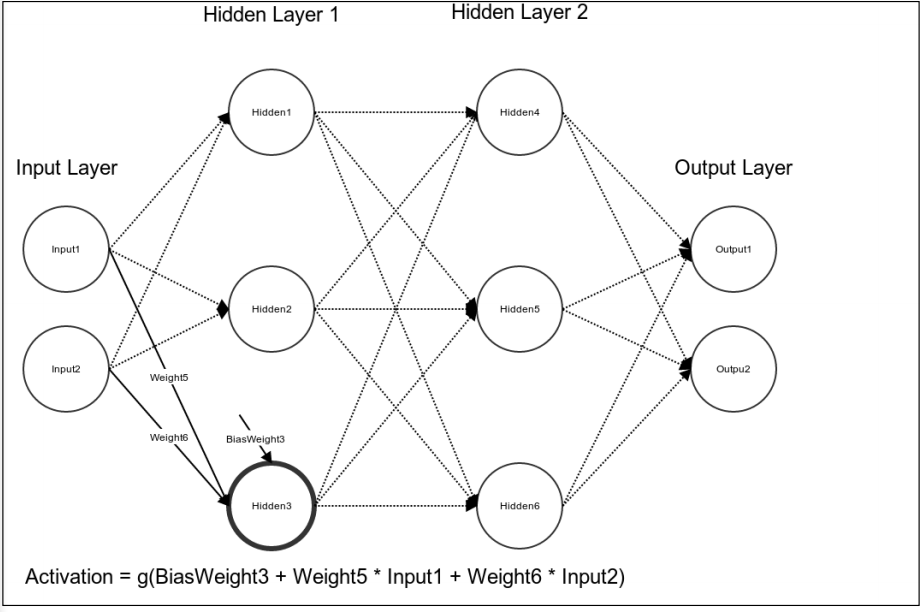 Hidden Layer 1
Hidden Layer 2
Hidden1
Hidden4
Input Layer
Output Layer
Input1
Output1
Hidden2
Hidden5
Input2
Outpu2
Weight5
Weight6
BiasWeight3
Hidden3
Hidden6
Activation = g(BiasWeight3 + Weight5 * Input1 + Weight6 * Input2)